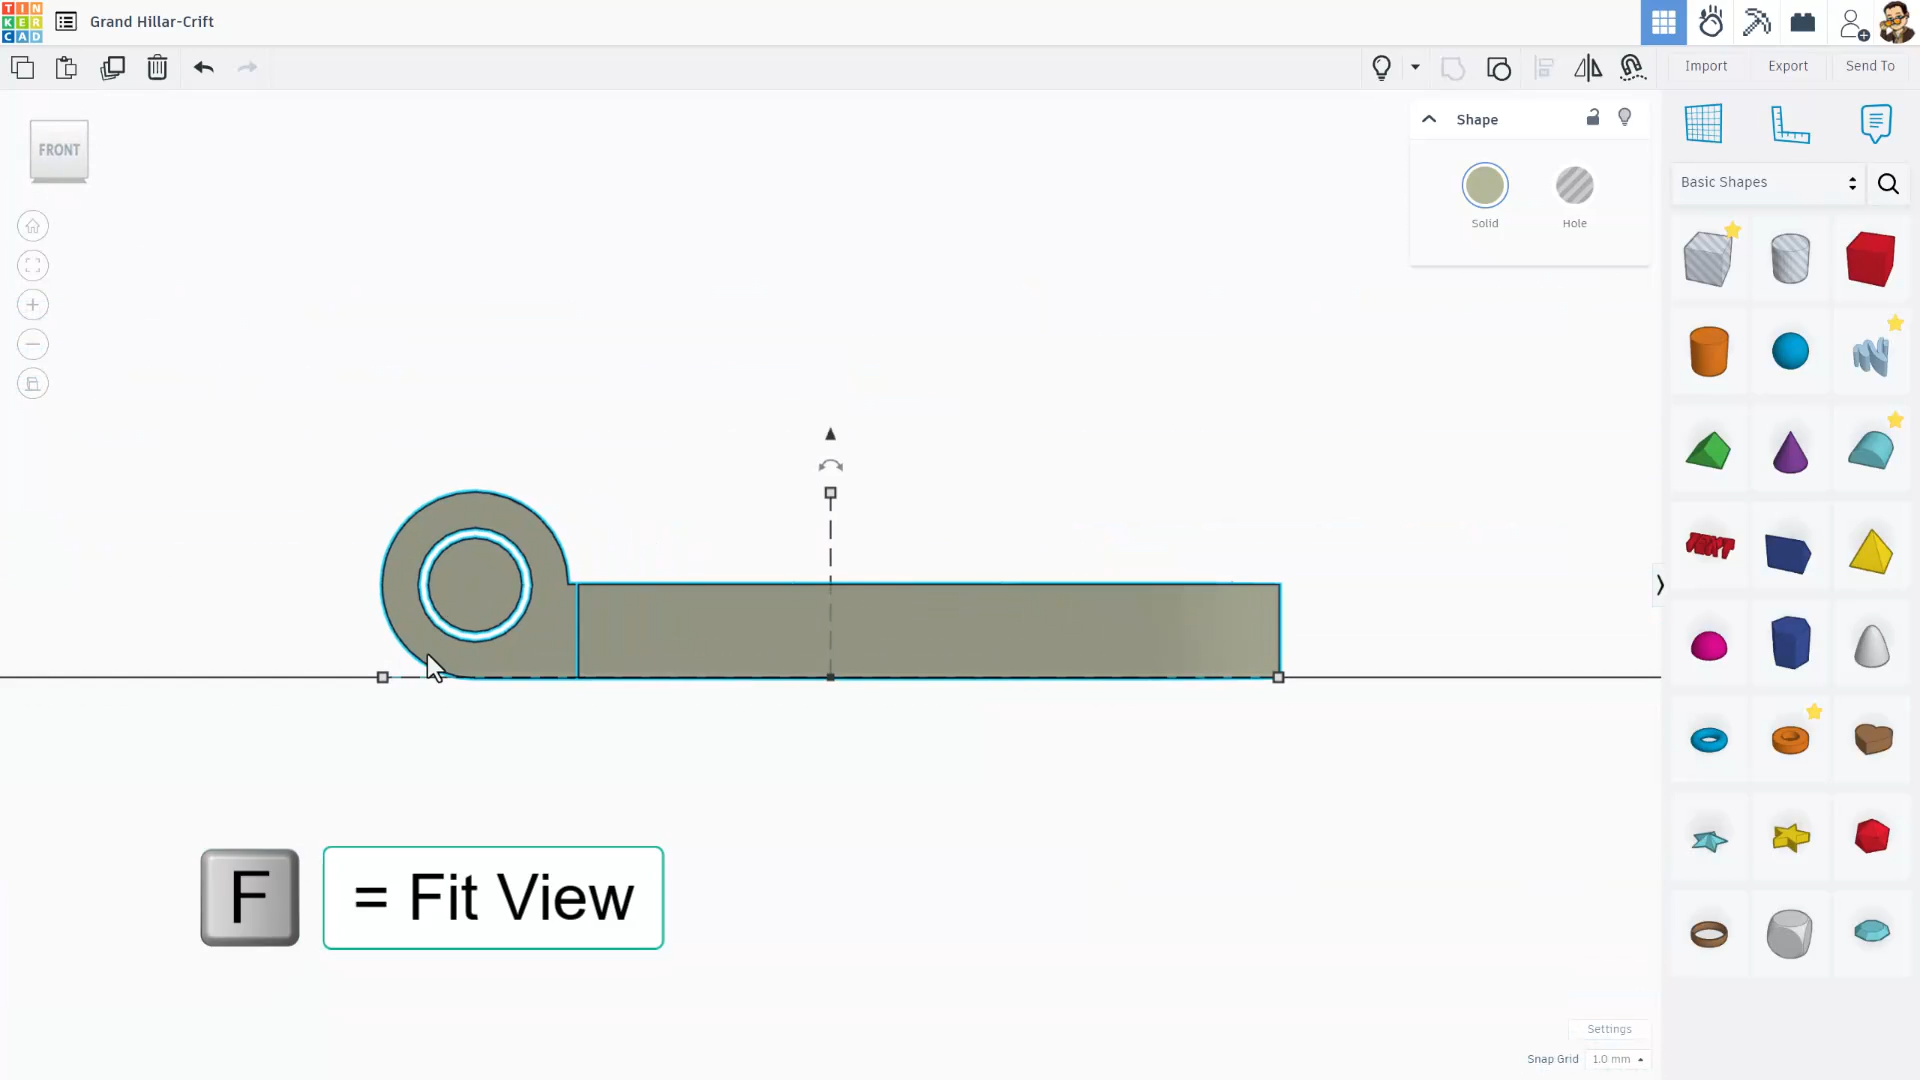 TIN
KER
CAD
Grand Hillar-Crift
Import
Export
Send To
FRONT
Shape
Solid
Hole
Basic Shapes
TEXT
F
= Fit View
Settings
Snap Grid
1.0 mm